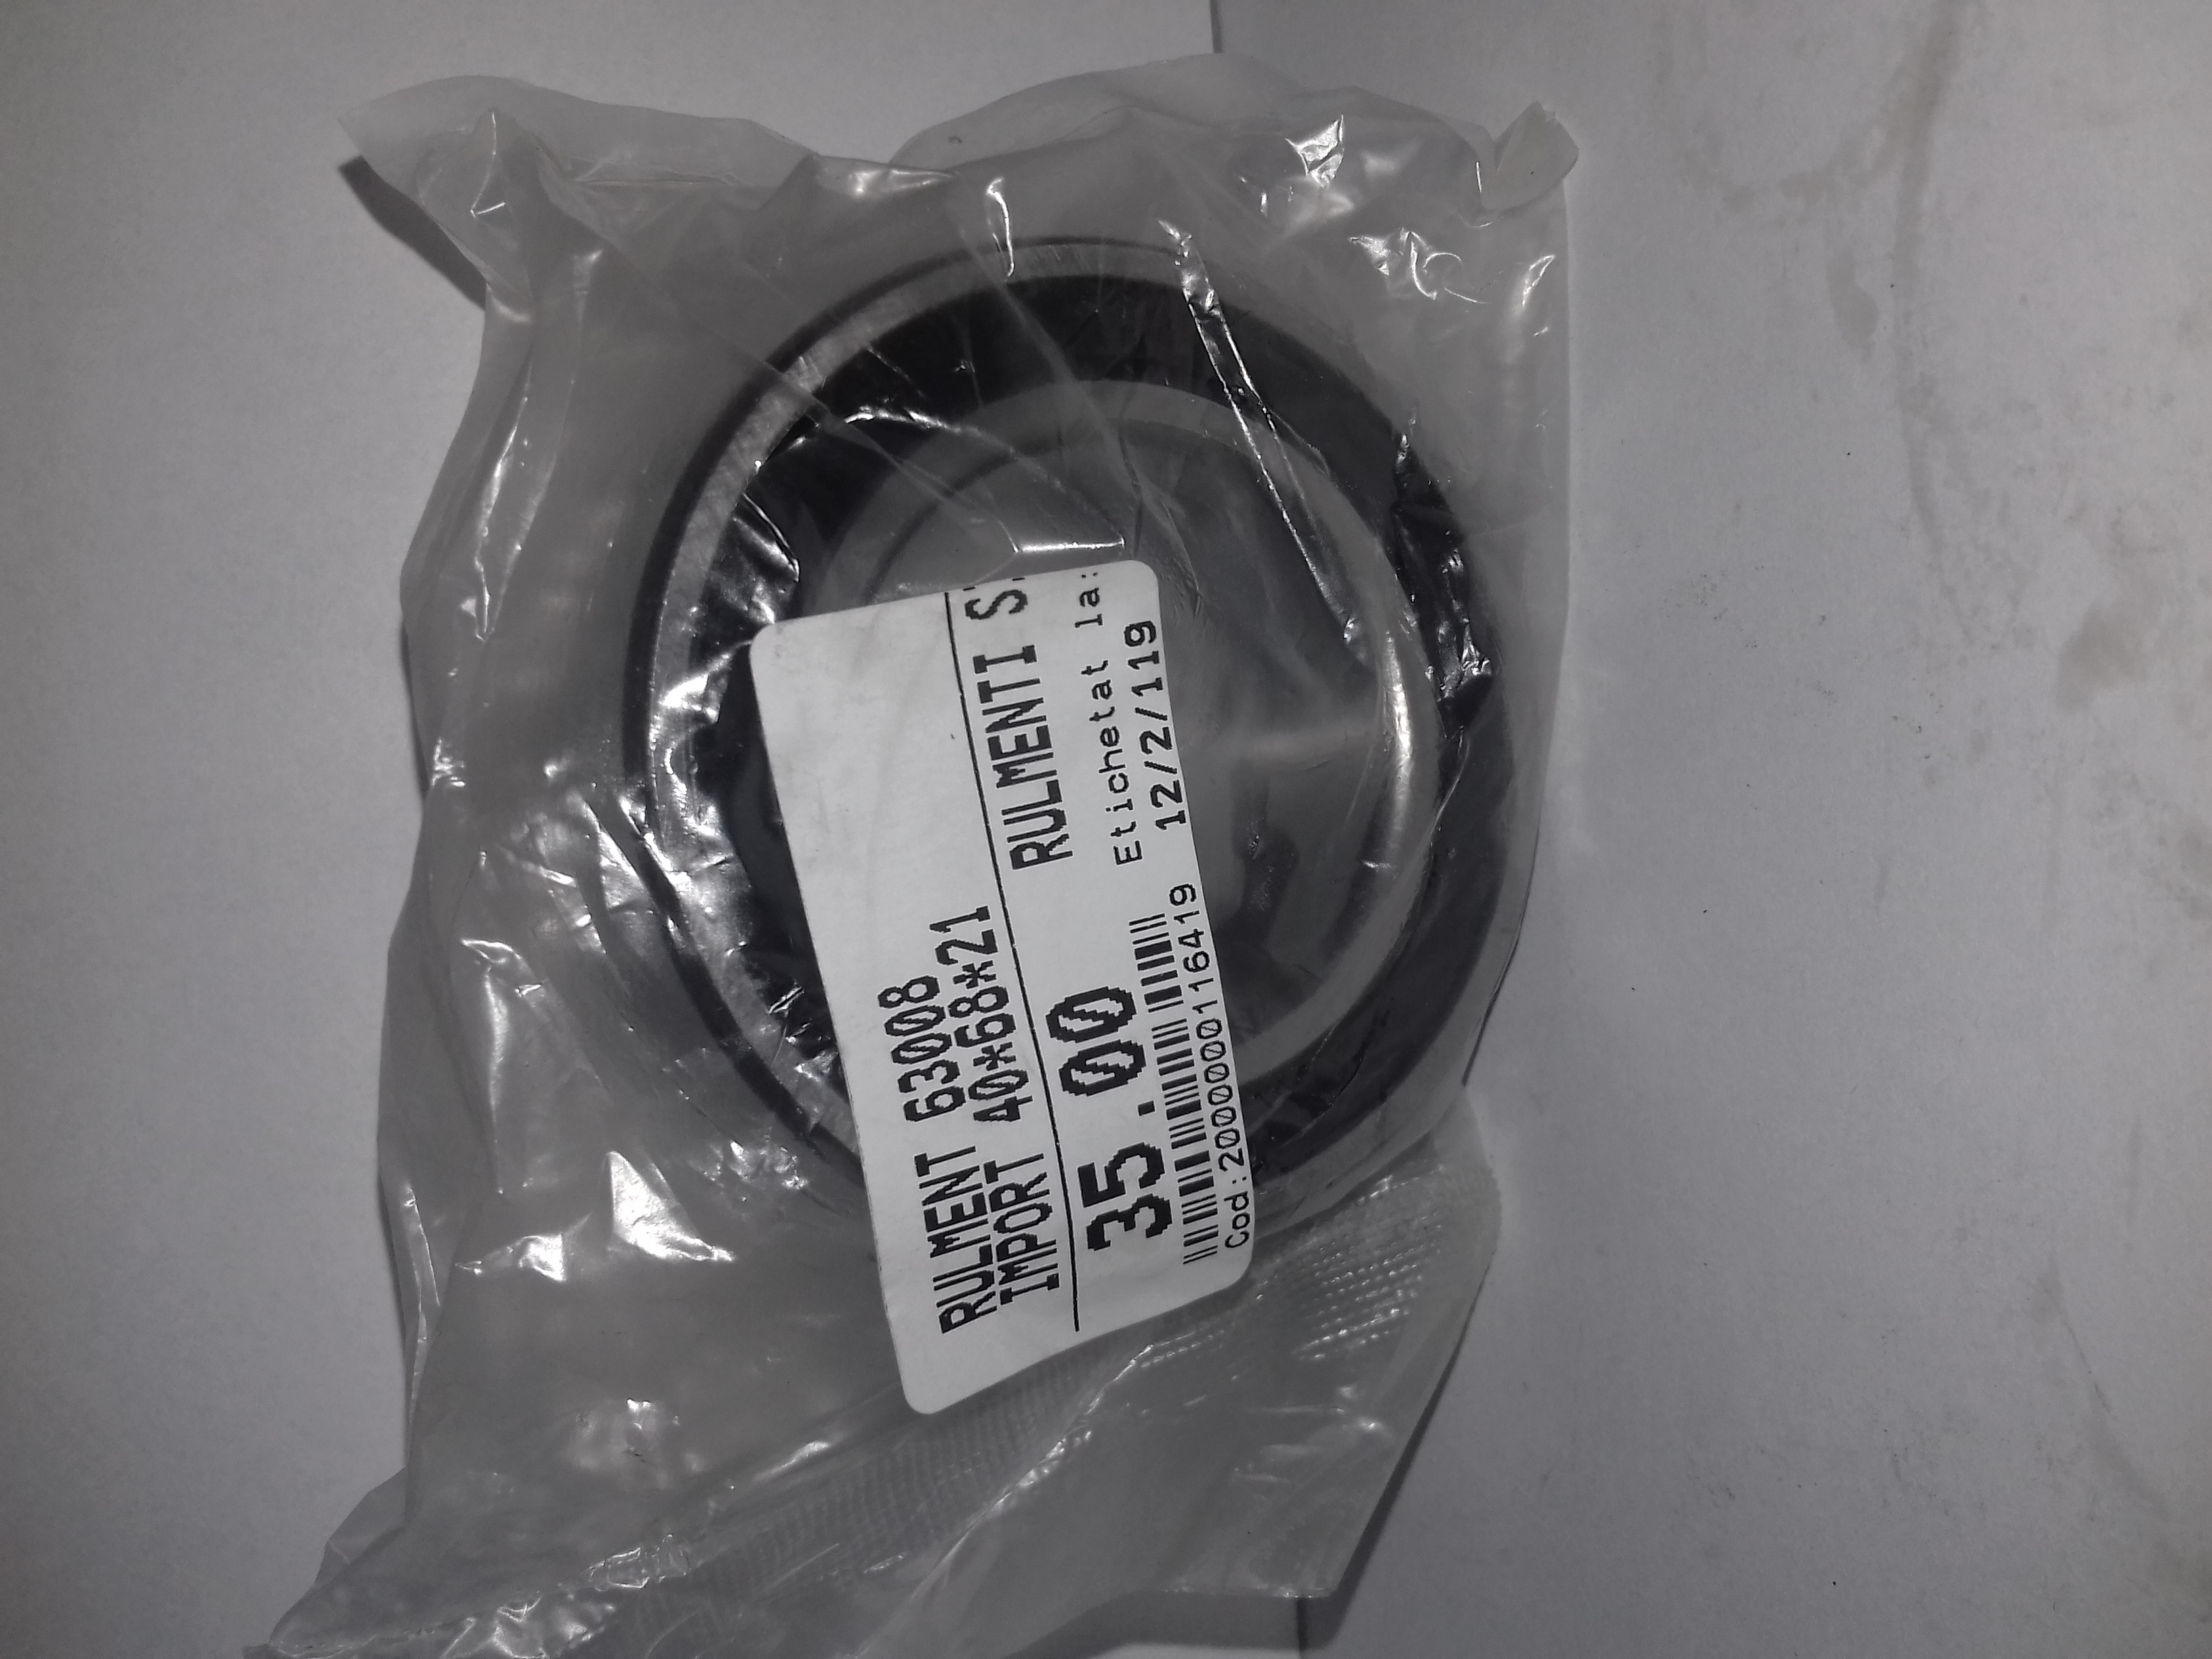 RULMENT 63008
IMPORT 40*68*21
RULMENTI S
35.00
Etichetat la:
12/2/119
Cod:2000000116419